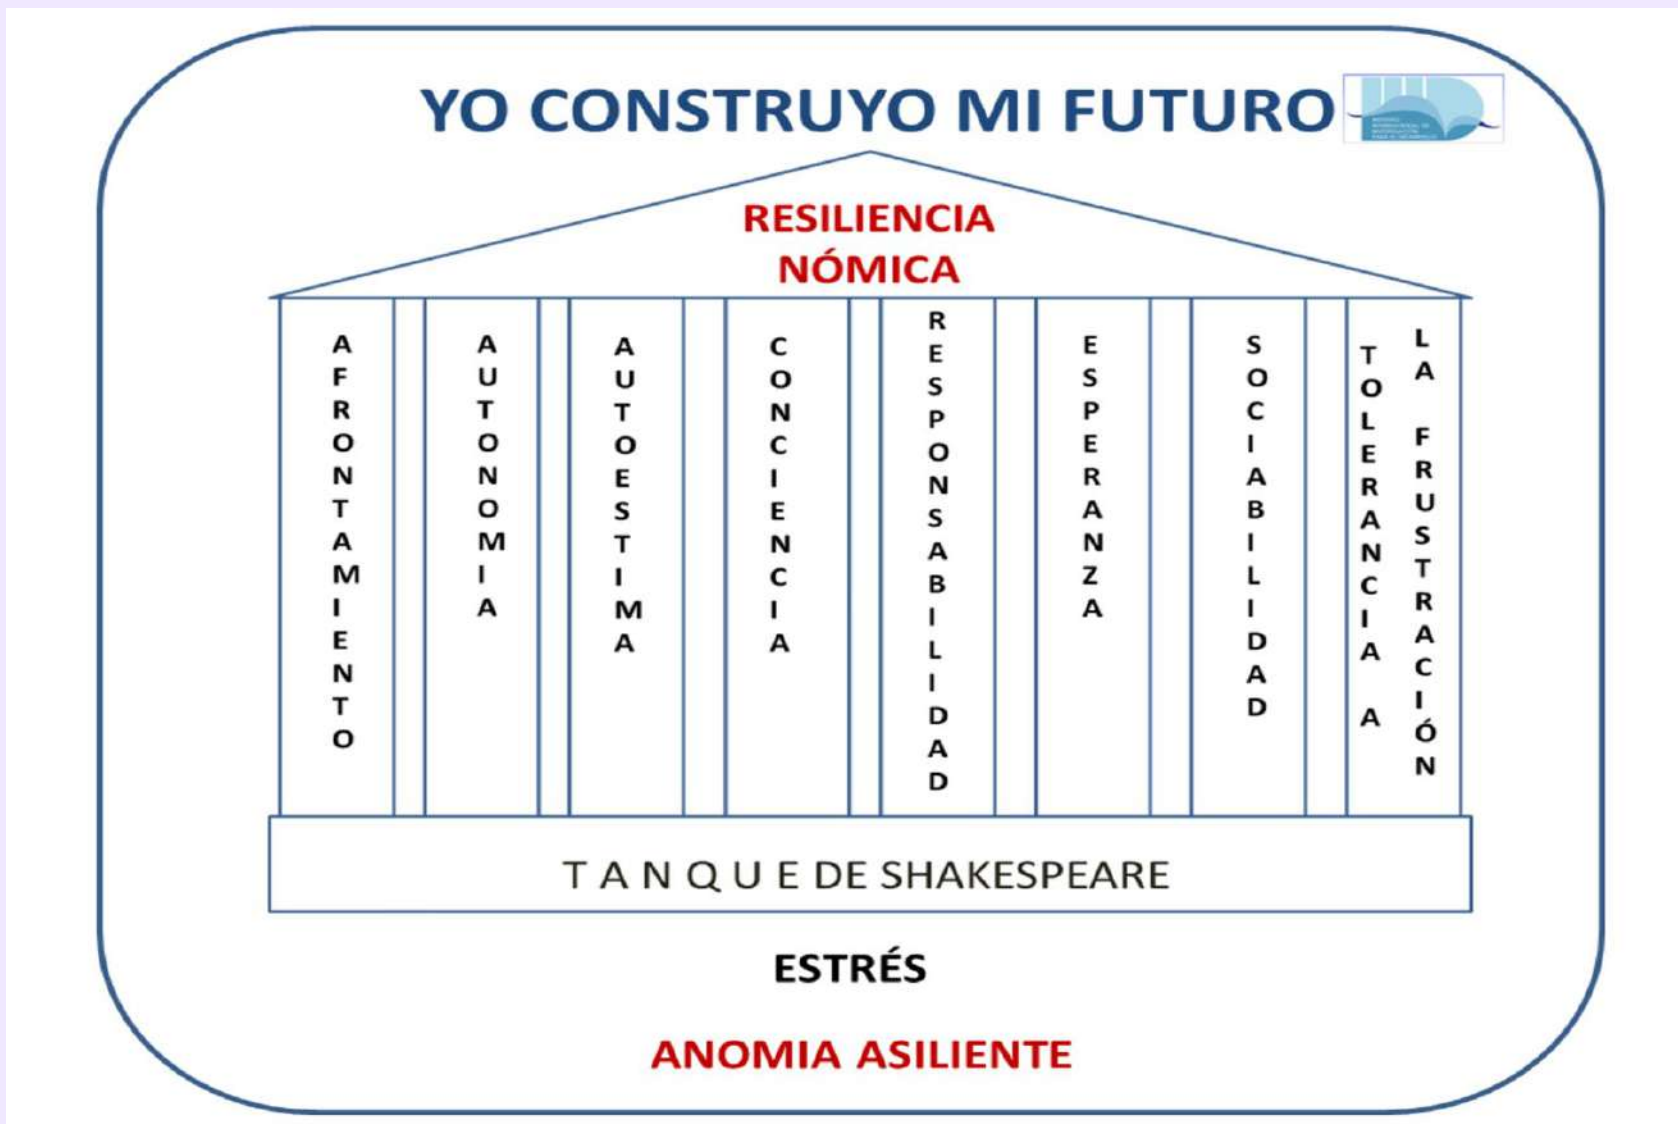 YO CONSTRUYO MI FUTURO
RESILIENCIA
NÓMICA
AFRONTAMIENTO
AUTONOMIA
AUTOESTIMA
CONCIENCIA
RESPONSABILIDAD
ESPERANZA
SOCIABILIDAD
TOLERANCIA A
LA FRUSTRACIÓN
T A N Q U E DE SHAKESPEARE
ESTRÉS
ANOMIA ASILIENTE